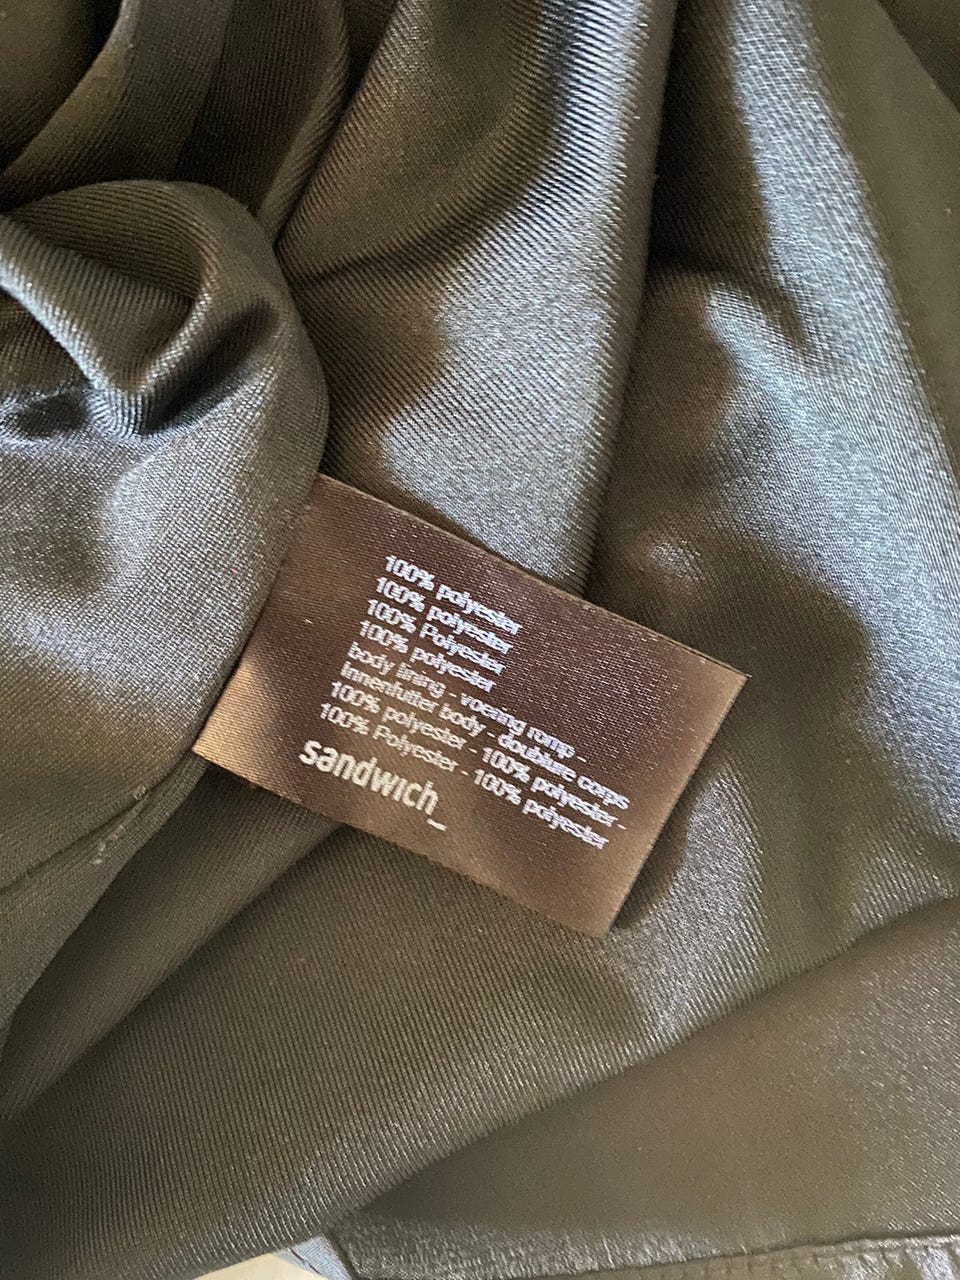 100% polyester
100% polyester
100% Polyester
100% polyester
body lining - voering romp -
Innenfutter body - doublure corps
100% polyester - 100% polyester -
100% Polyester - 100% polyester
sandwich_